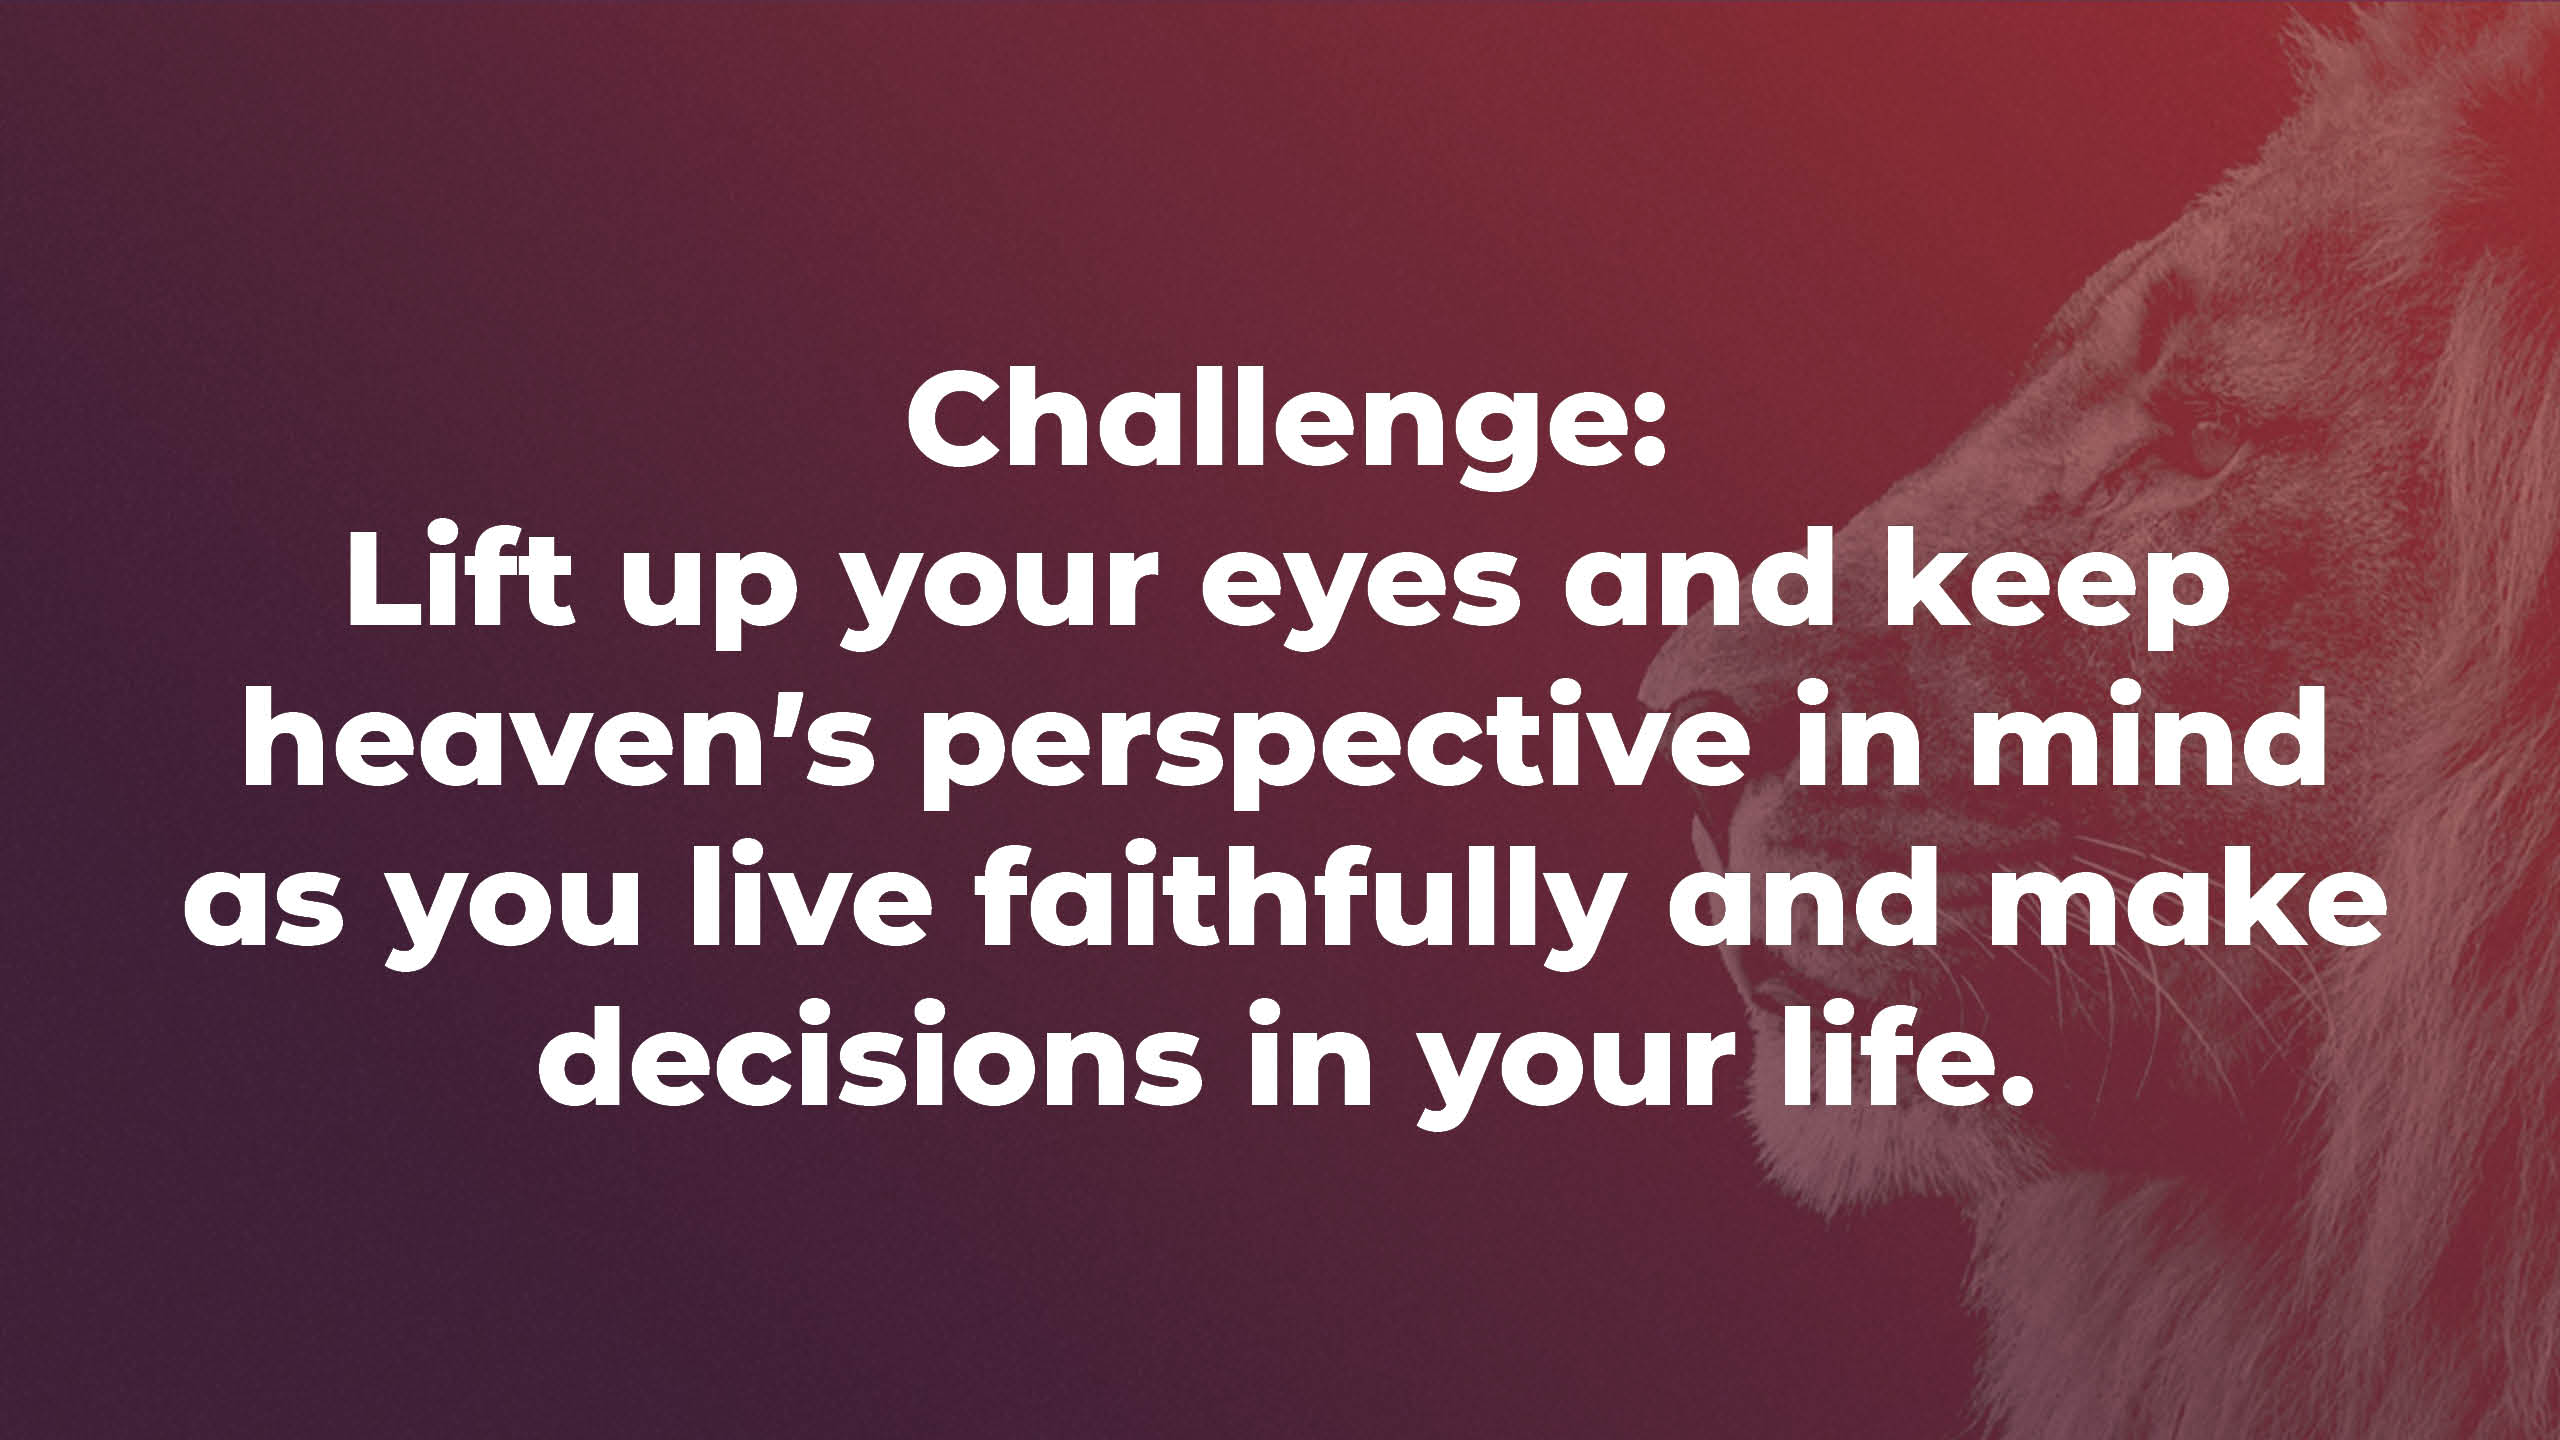 Challenge:
Lift up your eyes and keep
heaven's perspective in mind
as you live faithfully and make
decisions in your life.